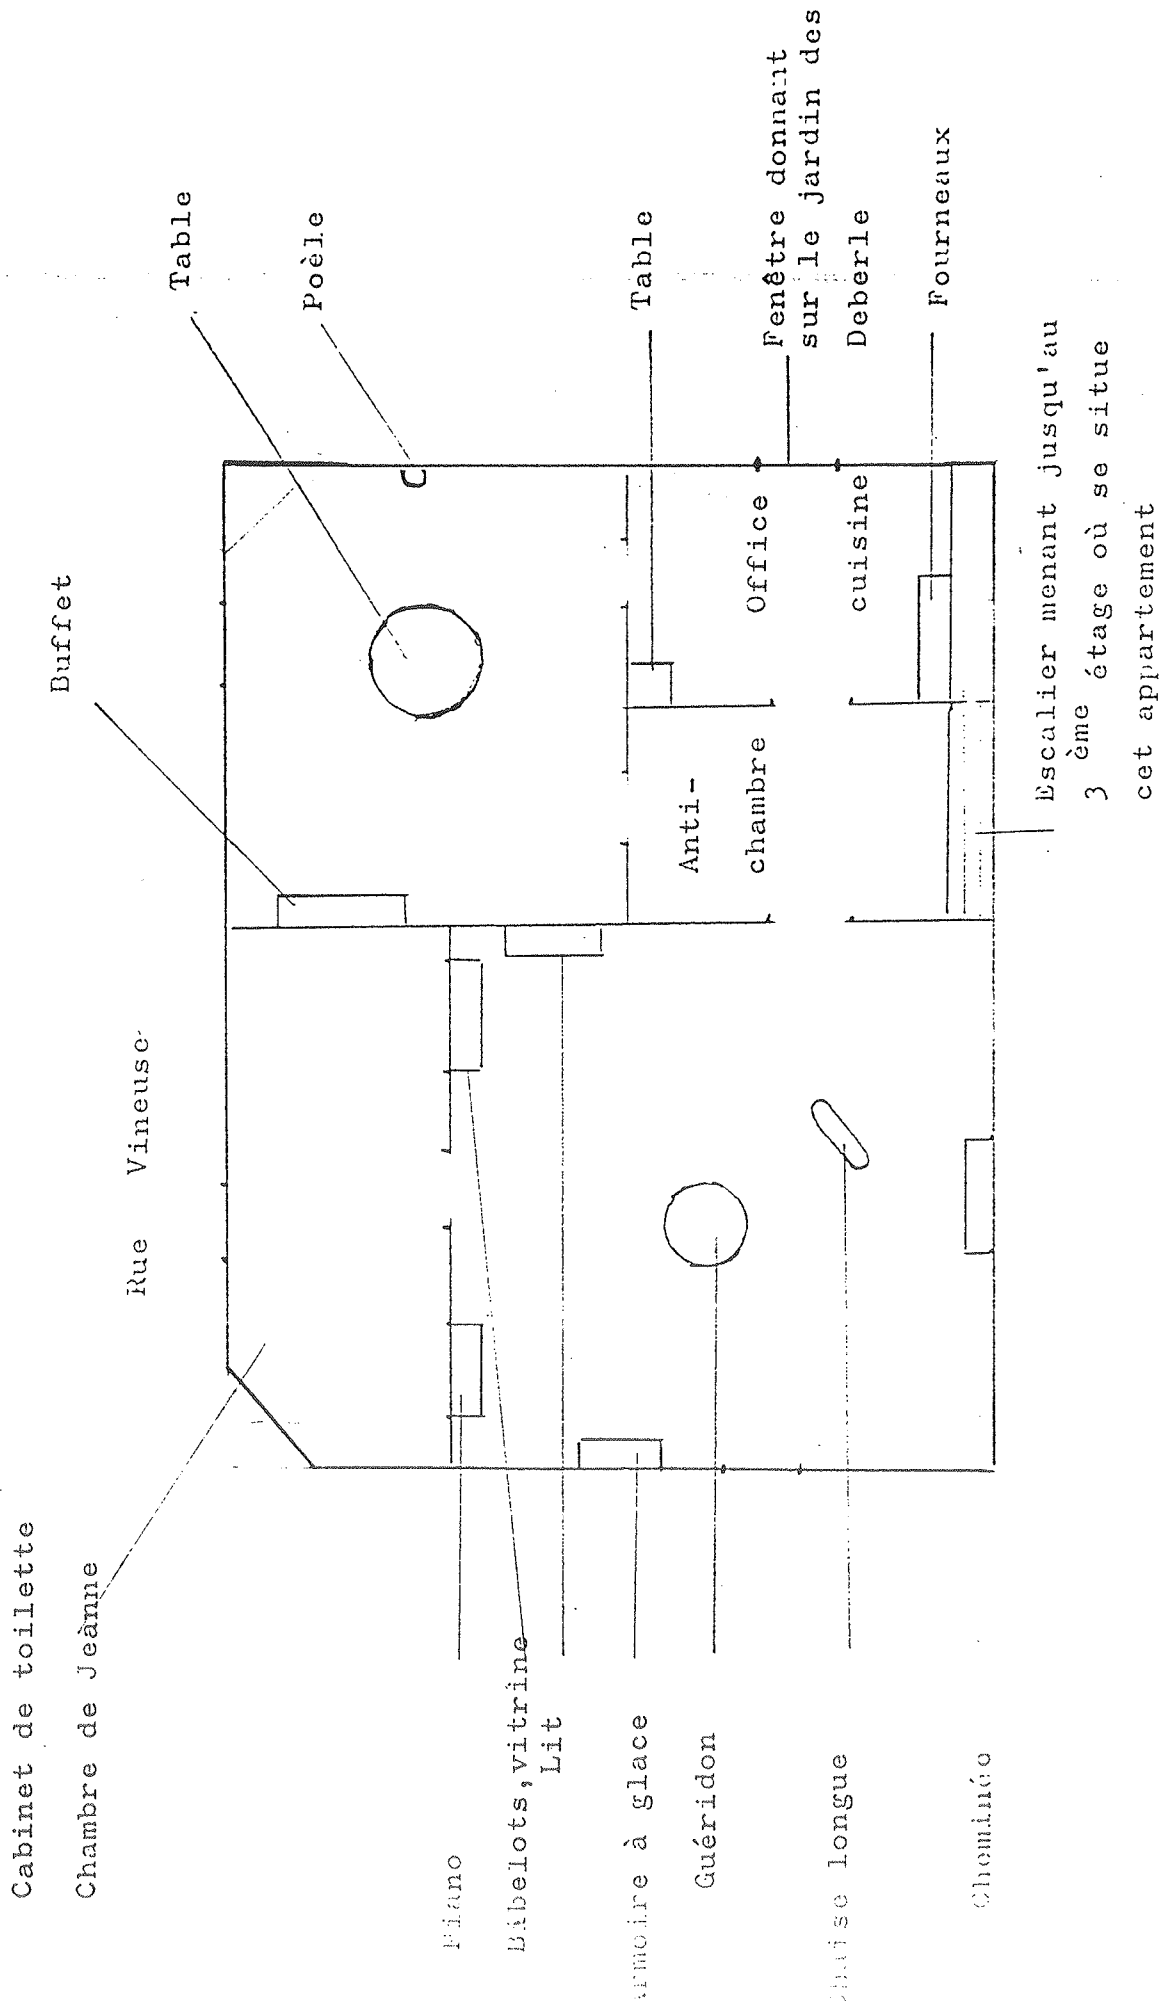 Cabinet de toilette
Chambre de Jeanne
Rue Vineuse
Buffet
Table
Poèle
Piano
Bibelots,vitrine
Lit
Armoire à glace
Guéridon
Chaise longue
Cheminée
Anti-
chambre
Office
cuisine
Table
Fenêtre donnant
sur le jardin des
Deberle
Fourneaux
Escalier menant jusqu'au
3 ème étage où se situe
cet appartement